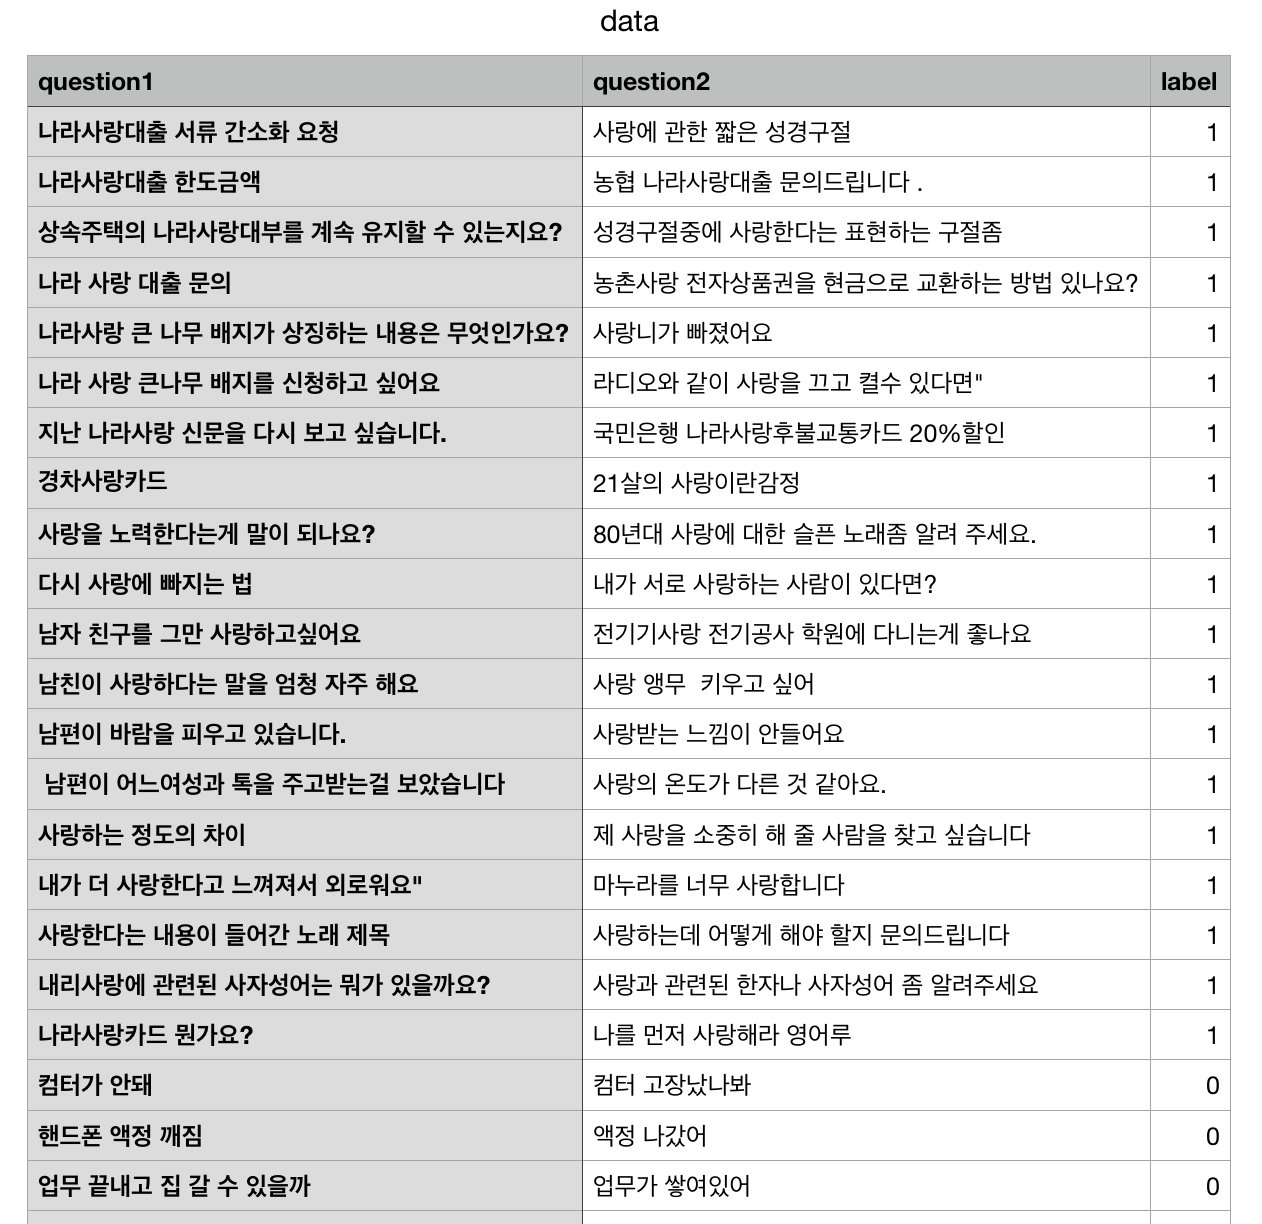 data
question1 question2 label
나라사랑대출 서류 간소화 요청 사랑에 관한 짧은 성경구절 1
나라사랑대출 한도금액 농협 나라사랑대출 문의드립니다 . 1
상속주택의 나라사랑대부를 계속 유지할 수 있는지요? 성경구절중에 사랑한다는 표현하는 구절좀 1
나라 사랑 대출 문의 농촌사랑 전자상품권을 현금으로 교환하는 방법 있나요? 1
나라사랑 큰 나무 배지가 상징하는 내용은 무엇인가요? 사랑니가 빠졌어요 1
나라 사랑 큰나무 배지를 신청하고 싶어요 라디오와 같이 사랑을 끄고 켤수 있다면" 1
지난 나라사랑 신문을 다시 보고 싶습니다. 국민은행 나라사랑후불교통카드 20%할인 1
경차사랑카드 21살의 사랑이란감정 1
사랑을 노력한다는게 말이 되나요? 80년대 사랑에 대한 슬픈 노래좀 알려 주세요. 1
다시 사랑에 빠지는 법 내가 서로 사랑하는 사람이 있다면? 1
남자 친구를 그만 사랑하고싶어요 전기기사랑 전기공사 학원에 다니는게 좋나요 1
남친이 사랑하다는 말을 엄청 자주 해요 사랑 앵무  키우고 싶어 1
남편이 바람을 피우고 있습니다. 사랑받는 느낌이 안들어요 1
남편이 어느여성과 톡을 주고받는걸 보았습니다 사랑의 온도가 다른 것 같아요. 1
사랑하는 정도의 차이 제 사랑을 소중히 해 줄 사람을 찾고 싶습니다 1
내가 더 사랑한다고 느껴져서 외로워요" 마누라를 너무 사랑합니다 1
사랑한다는 내용이 들어간 노래 제목 사랑하는데 어떻게 해야 할지 문의드립니다 1
내리사랑에 관련된 사자성어는 뭐가 있을까요? 사랑과 관련된 한자나 사자성어 좀 알려주세요 1
나라사랑카드 뭔가요? 나를 먼저 사랑해라 영어루 1
컴터가 안돼 컴터 고장났나봐 0
핸드폰 액정 깨짐 액정 나갔어 0
업무 끝내고 집 갈 수 있을까 업무가 쌓여있어 0